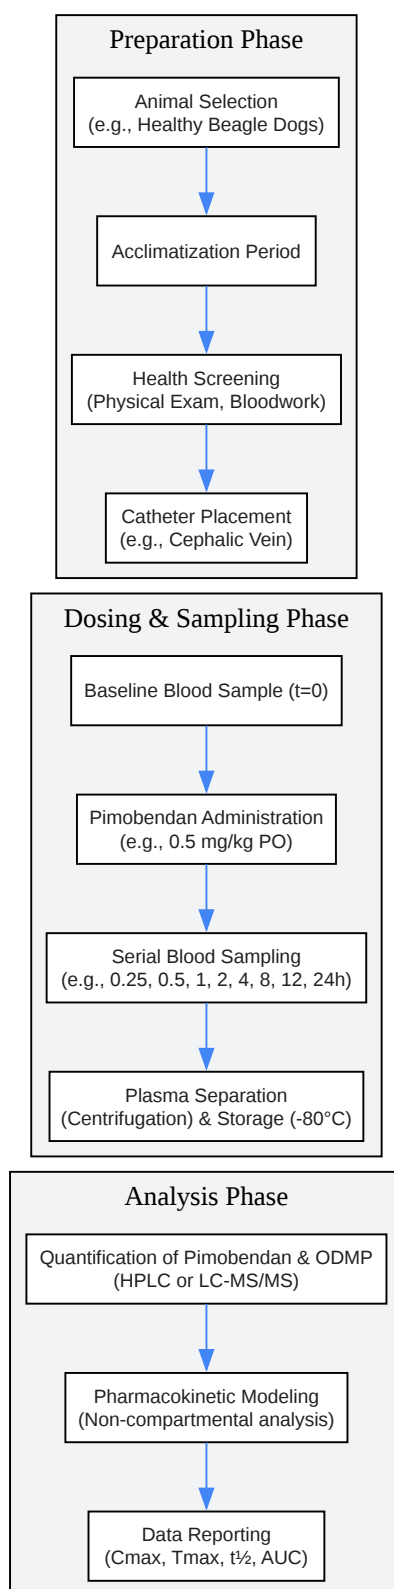 Preparation Phase
Animal Selection
(e.g., Healthy Beagle Dogs)
Acclimatization Period
Health Screening
(Physical Exam, Bloodwork)
Catheter Placement
(e.g., Cephalic Vein)
Dosing & Sampling Phase
Baseline Blood Sample (t=0)
Pimobendan Administration
(e.g., 0.5 mg/kg PO)
Serial Blood Sampling
(e.g., 0.25, 0.5, 1, 2, 4, 8, 12, 24h)
Plasma Separation
(Centrifugation) & Storage (-80°C)
Analysis Phase
Quantification of Pimobendan & ODMP
(HPLC or LC-MS/MS)
Pharmacokinetic Modeling
(Non-compartmental analysis)
Data Reporting
(Cmax, Tmax, t½, AUC)